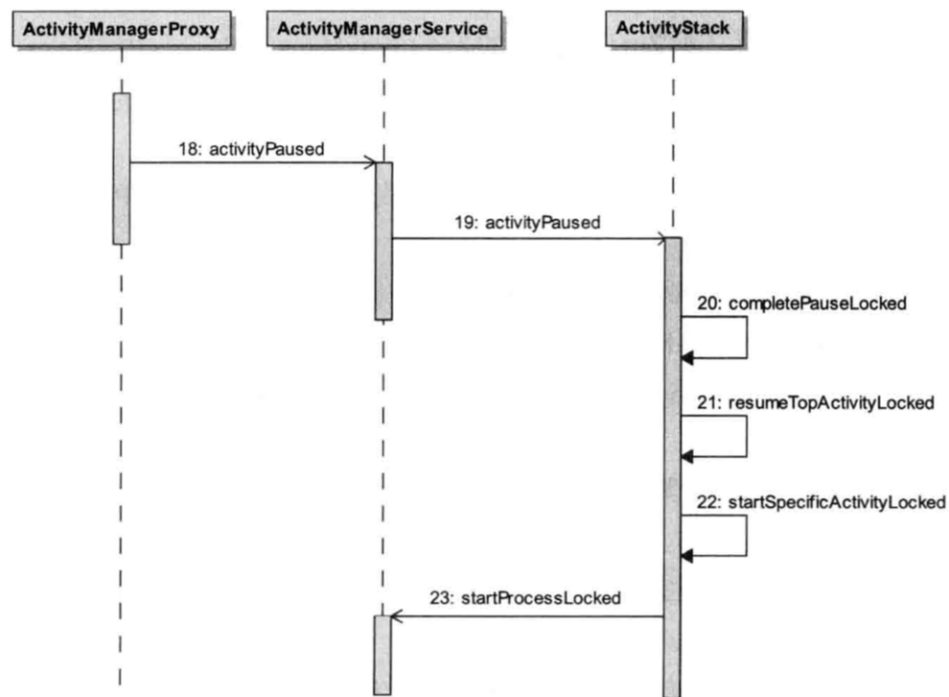 ActivityManagerProxy
ActivityManagerService
ActivityStack
18: activityPaused
19: activityPaused
20: completePauseLocked
21: resumeTopActivityLocked
22: startSpecificActivityLocked
23: startProcessLocked